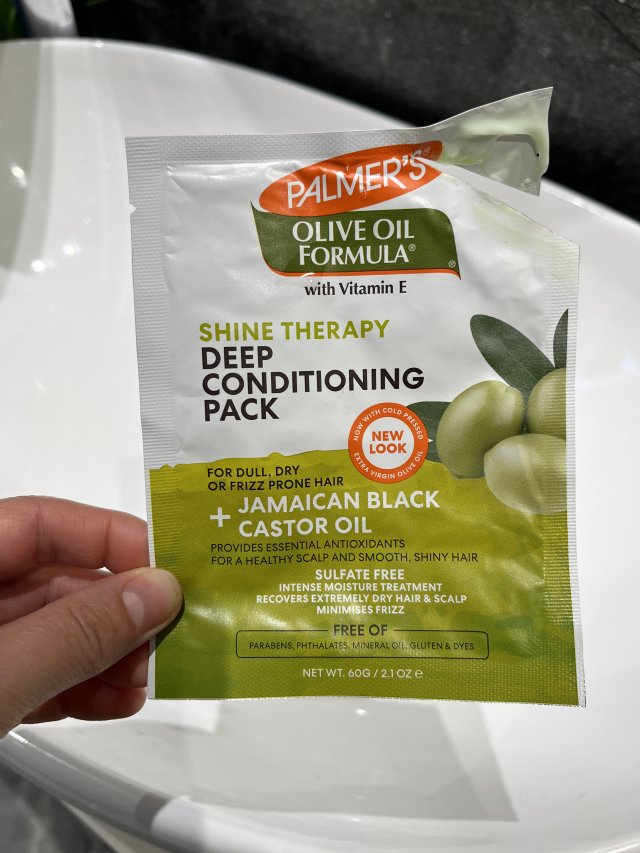 PALMER'S®
OLIVE OIL
FORMULA®
®
with Vitamin E
SHINE THERAPY
DEEP
CONDITIONING
PACK
NOW WITH COLD PRESSED
NEW
LOOK
EXTRA VIRGIN OLIVE OIL
FOR DULL, DRY
OR FRIZZ PRONE HAIR
+ JAMAICAN BLACK
CASTOR OIL
PROVIDES ESSENTIAL ANTIOXIDANTS
FOR A HEALTHY SCALP AND SMOOTH, SHINY HAIR
SULFATE FREE
INTENSE MOISTURE TREATMENT
RECOVERS EXTREMELY DRY HAIR & SCALP
MINIMISES FRIZZ
FREE OF
PARABENS, PHTHALATES, MINERAL OIL, GLUTEN & DYES
NET WT. 60G / 2.1 OZ ℮